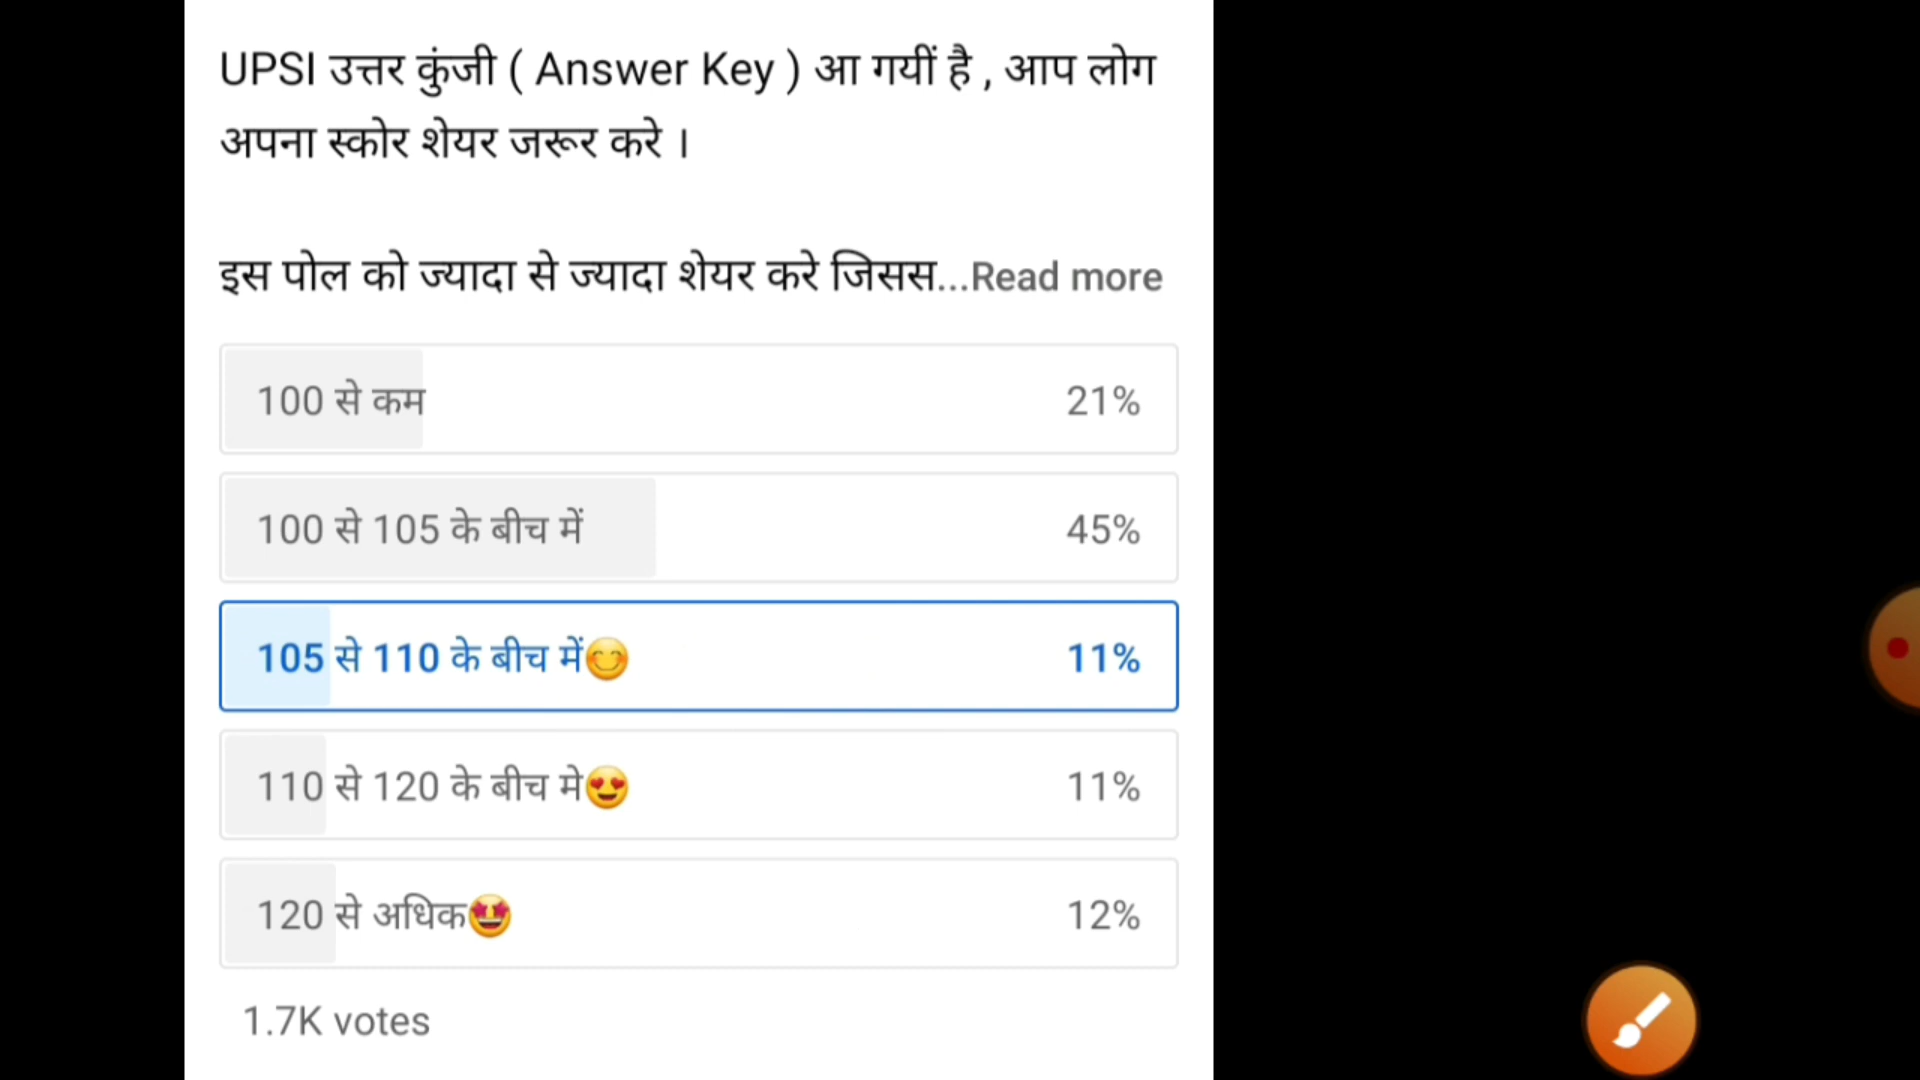 UPSI उत्तर कुंजी ( Answer Key ) आ गयीं है , आप लोग
अपना स्कोर शेयर जरूर करे ।
इस पोल को ज्यादा से ज्यादा शेयर करे जिसस...Read more
100 से कम 21%
100 से 105 के बीच में 45%
105 से 110 के बीच में😊 11%
110 से 120 के बीच मे😍 11%
120 से अधिक🤩 12%
1.7K votes